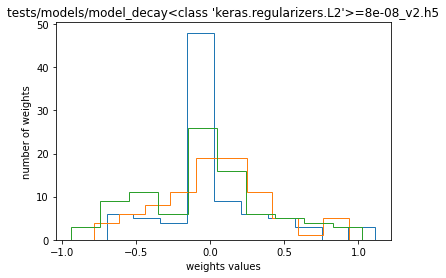 tests/models/model_decay<class 'keras.regularizers.L2'>=8e-08_v2.h5
50
40
30
20
10
0
number of weights
-1.0 -0.5 0.0 0.5 1.0
weights values